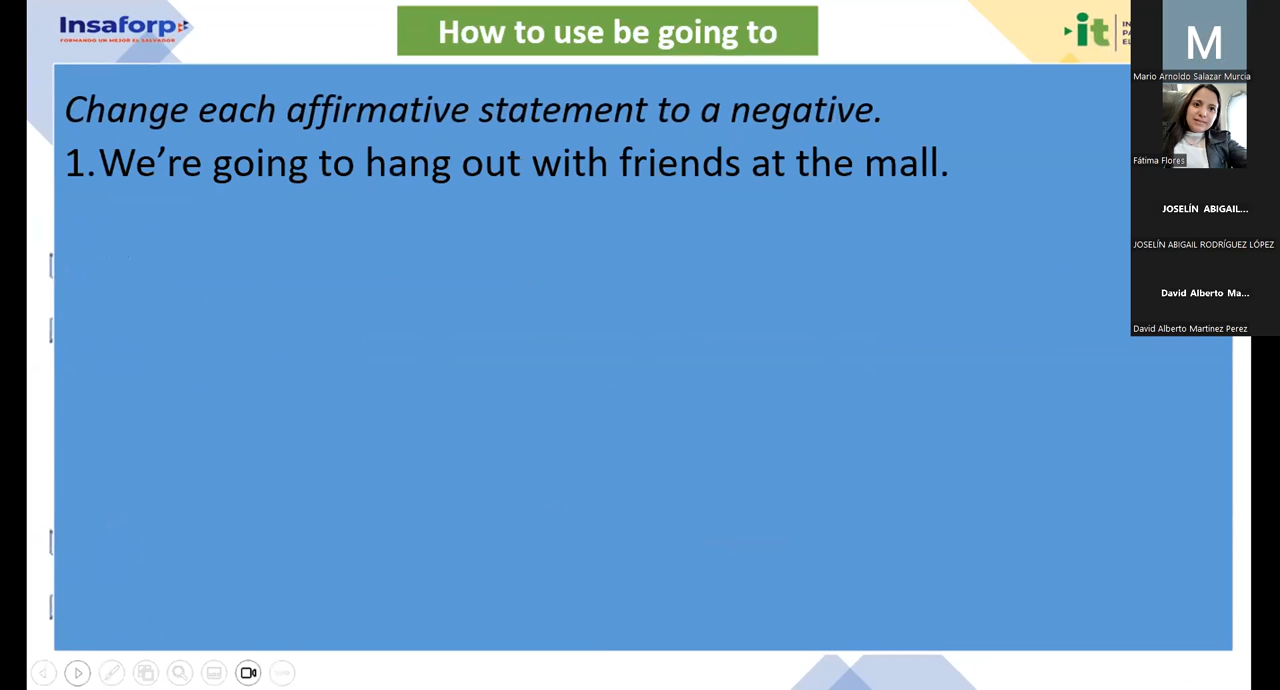 Insaforp
FORMANDO UN MEJOR EL SALVADOR
How to use be going to
it
Change each affirmative statement to a negative.
1.We’re going to hang out with friends at the mall.
M
Mario Arnoldo Salazar Murcia
Fátima Flores
JOSELÍN ABIGAIL...
JOSELÍN ABIGAIL RODRÍGUEZ LÓPEZ
David Alberto Ma...
David Alberto Martinez Perez